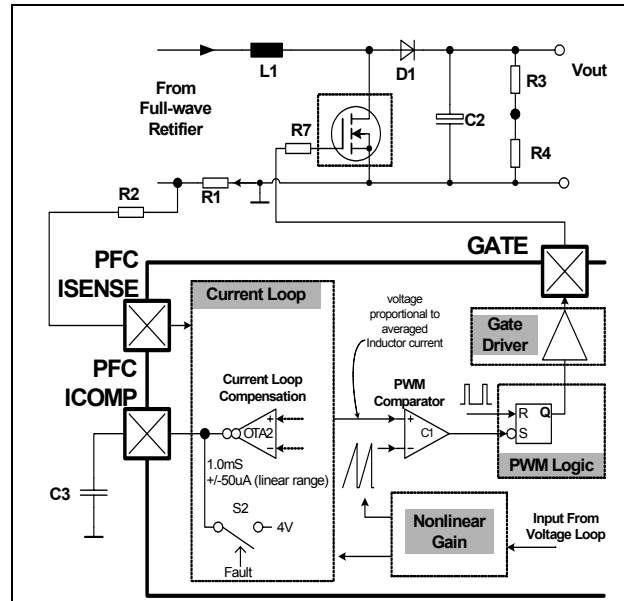 L1
D1
Vout
From
Full-wave
Retifier
R7
C2
R3
R4
R2
R1
GATE
PFC
ISENSE
Current Loop
voltage
proportional to
averaged
Inductor current
Gate
Driver
PFC
ICOMP
Current Loop
Compensation
+
OTA2
−
1.0mS
+/-50uA (linear range)
PWM
Comparator
+
C1
−
R Q
S
PWM Logic
C3
S2
4V
Fault
Nonlinear
Gain
Input From
Voltage Loop